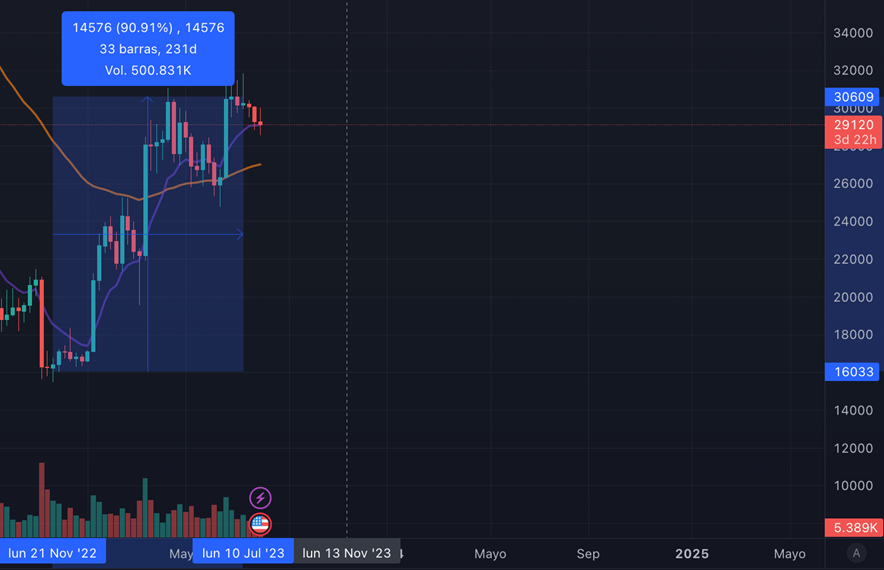 14576 (90.91%) , 14576
33 barras, 231d
Vol. 500.831K
34000
32000
30609
30000
29120
3d 22h
28000
26000
24000
22000
20000
18000
16033
14000
12000
10000
5.389K
lun 21 Nov '22
May
lun 10 Jul '23
lun 13 Nov '23
Mayo
Sep
2025
Mayo
A